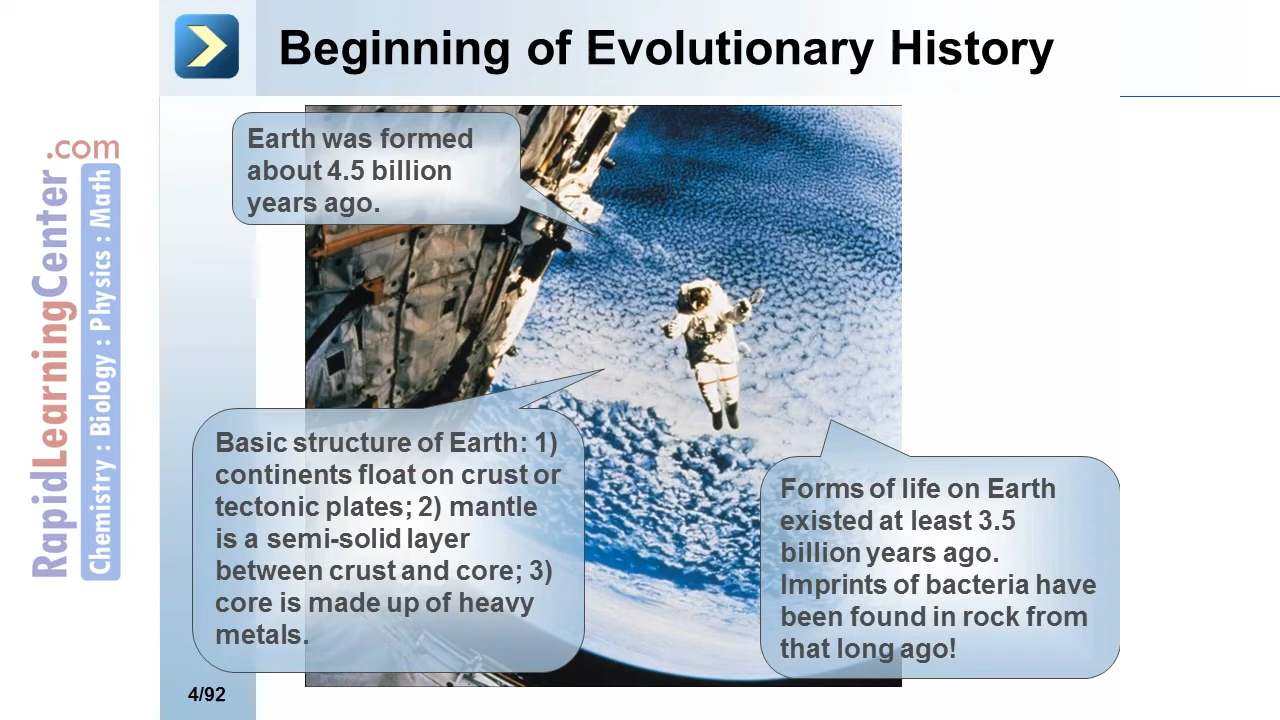 Beginning of Evolutionary History
Earth was formed
about 4.5 billion
years ago.
Basic structure of Earth: 1)
continents float on crust or
tectonic plates; 2) mantle
is a semi-solid layer
between crust and core; 3)
core is made up of heavy
metals.
Forms of life on Earth
existed at least 3.5
billion years ago.
Imprints of bacteria have
been found in rock from
that long ago!
4/92
RapidLearningCenter.com
Chemistry : Biology : Physics : Math